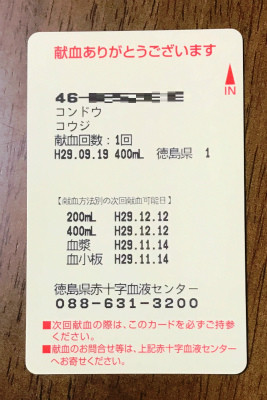 献血ありがとうございます
46-
IN
コンドウ
コウジ
献血回数:1回
H29.09.19 400mL 徳島県 1
【献血方法別の次回献血可能日】
200mL H29.12.12
400mL H29.12.12
血漿 H29.11.14
血小板 H29.11.14
徳島県赤十字血液センター
088-631-3200
■次回献血の際は、このカードを必ずご持参
ください。
■献血のお問合せ等は、上記赤十字血液センター
へお寄せください。